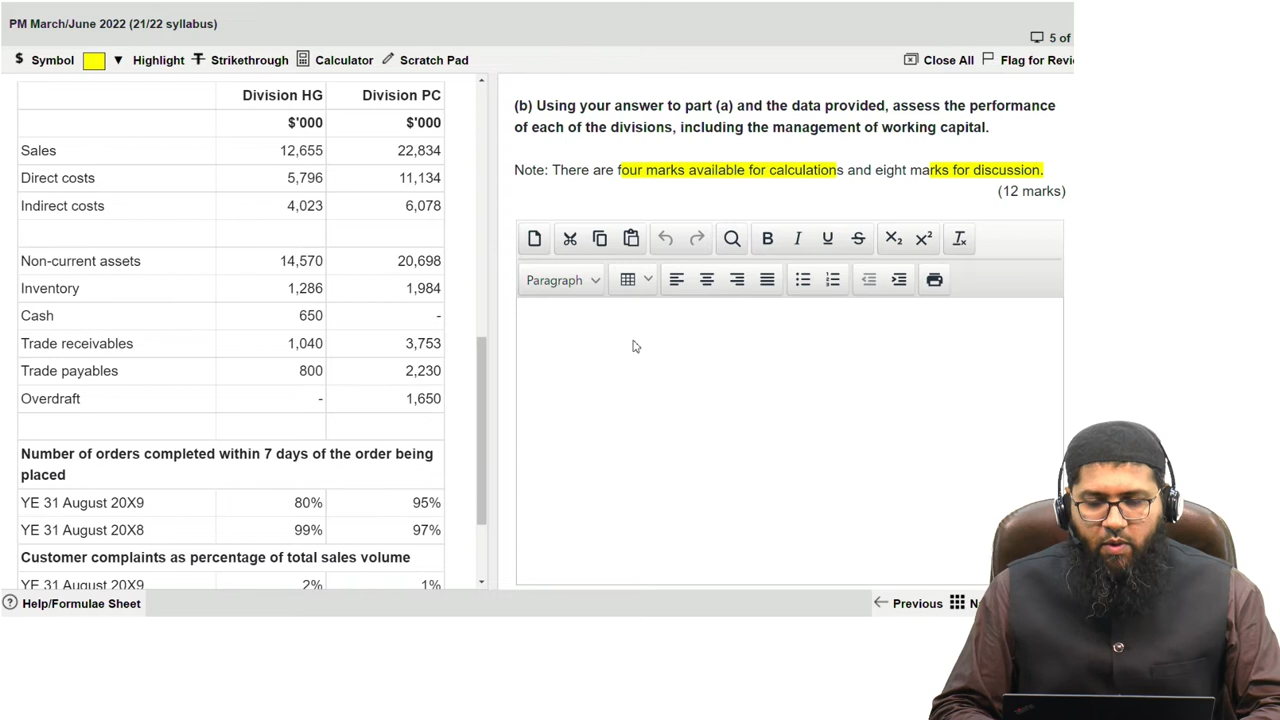 PM March/June 2022 (21/22 syllabus)
5 of
$ Symbol Highlight Strikethrough Calculator Scratch Pad Close All Flag for Revi
Division HG Division PC
$'000 $'000
Sales 12,655 22,834
Direct costs 5,796 11,134
Indirect costs 4,023 6,078
Non-current assets 14,570 20,698
Inventory 1,286 1,984
Cash 650 -
Trade receivables 1,040 3,753
Trade payables 800 2,230
Overdraft - 1,650
Number of orders completed within 7 days of the order being
placed
YE 31 August 20X9 80% 95%
YE 31 August 20X8 99% 97%
Customer complaints as percentage of total sales volume
YE 31 August 20X9 2% 1%
(b) Using your answer to part (a) and the data provided, assess the performance
of each of the divisions, including the management of working capital.
Note: There are four marks available for calculations and eight marks for discussion.
(12 marks)
B I U S X₂ X² Ix
Paragraph
Help/Formulae Sheet
Previous N